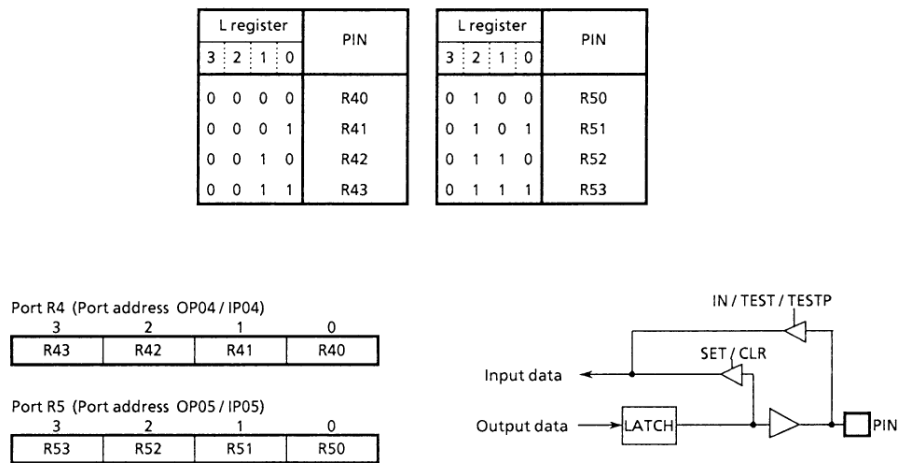 L register PIN
3 2 1 0
0 0 0 0 R40
0 0 0 1 R41
0 0 1 0 R42
0 0 1 1 R43
L register PIN
3 2 1 0
0 1 0 0 R50
0 1 0 1 R51
0 1 1 0 R52
0 1 1 1 R53
Port R4 (Port address OP04 / IP04)
3 2 1 0
R43 R42 R41 R40
Port R5 (Port address OP05 / IP05)
3 2 1 0
R53 R52 R51 R50
IN / TEST / TESTP
SET / CLR
Input data
Output data LATCH PIN